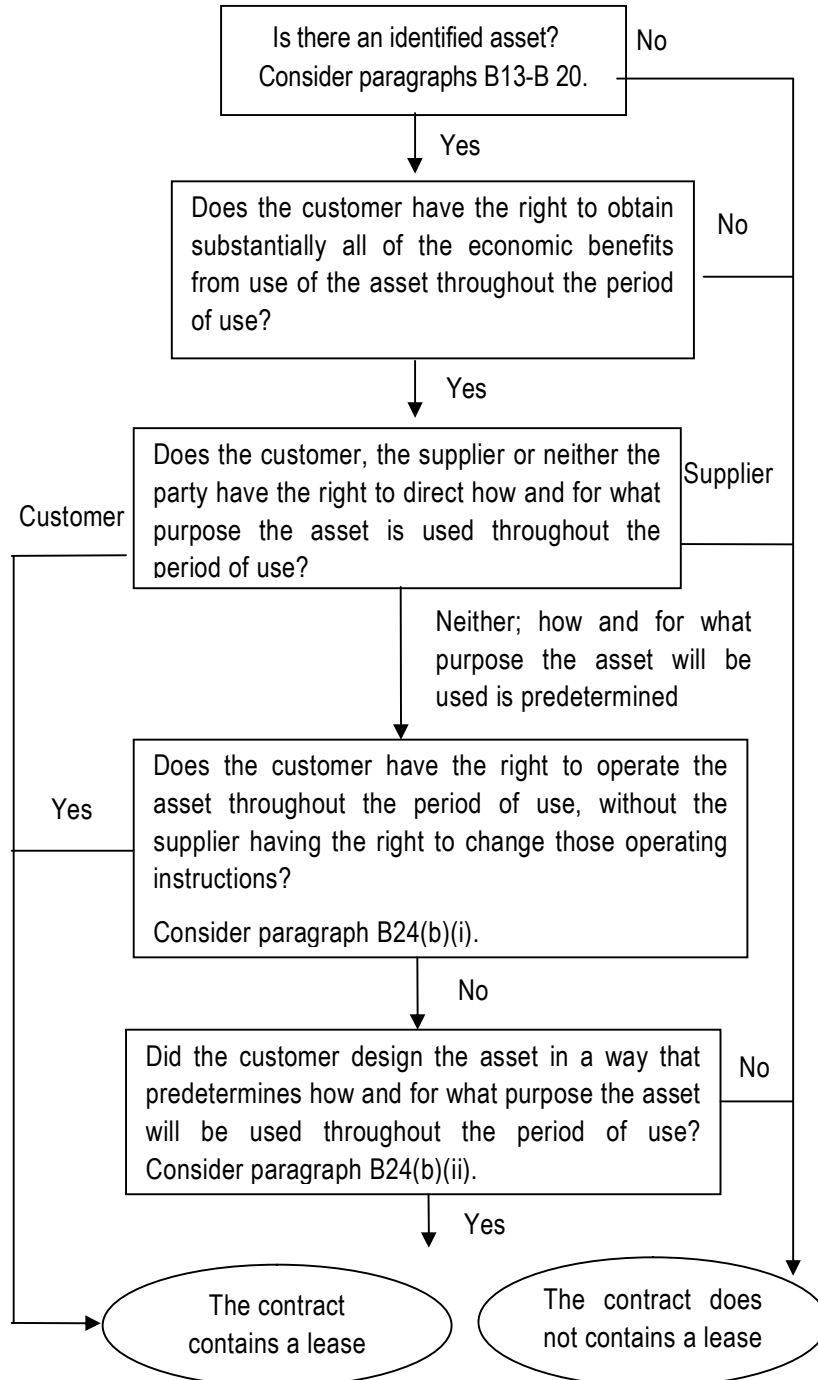 Is there an identified asset?
Consider paragraphs B13-B 20.
No
Yes
Does the customer have the right to obtain
substantially all of the economic benefits
from use of the asset throughout the period
of use?
No
Yes
Does the customer, the supplier or neither the
party have the right to direct how and for what
purpose the asset is used throughout the
period of use?
Customer
Supplier
Neither; how and for what
purpose the asset will be
used is predetermined
Does the customer have the right to operate the
asset throughout the period of use, without the
supplier having the right to change those operating
instructions?
Consider paragraph B24(b)(i).
Yes
No
Did the customer design the asset in a way that
predetermines how and for what purpose the asset
will be used throughout the period of use?
Consider paragraph B24(b)(ii).
No
Yes
The contract
contains a lease
The contract does
not contains a lease